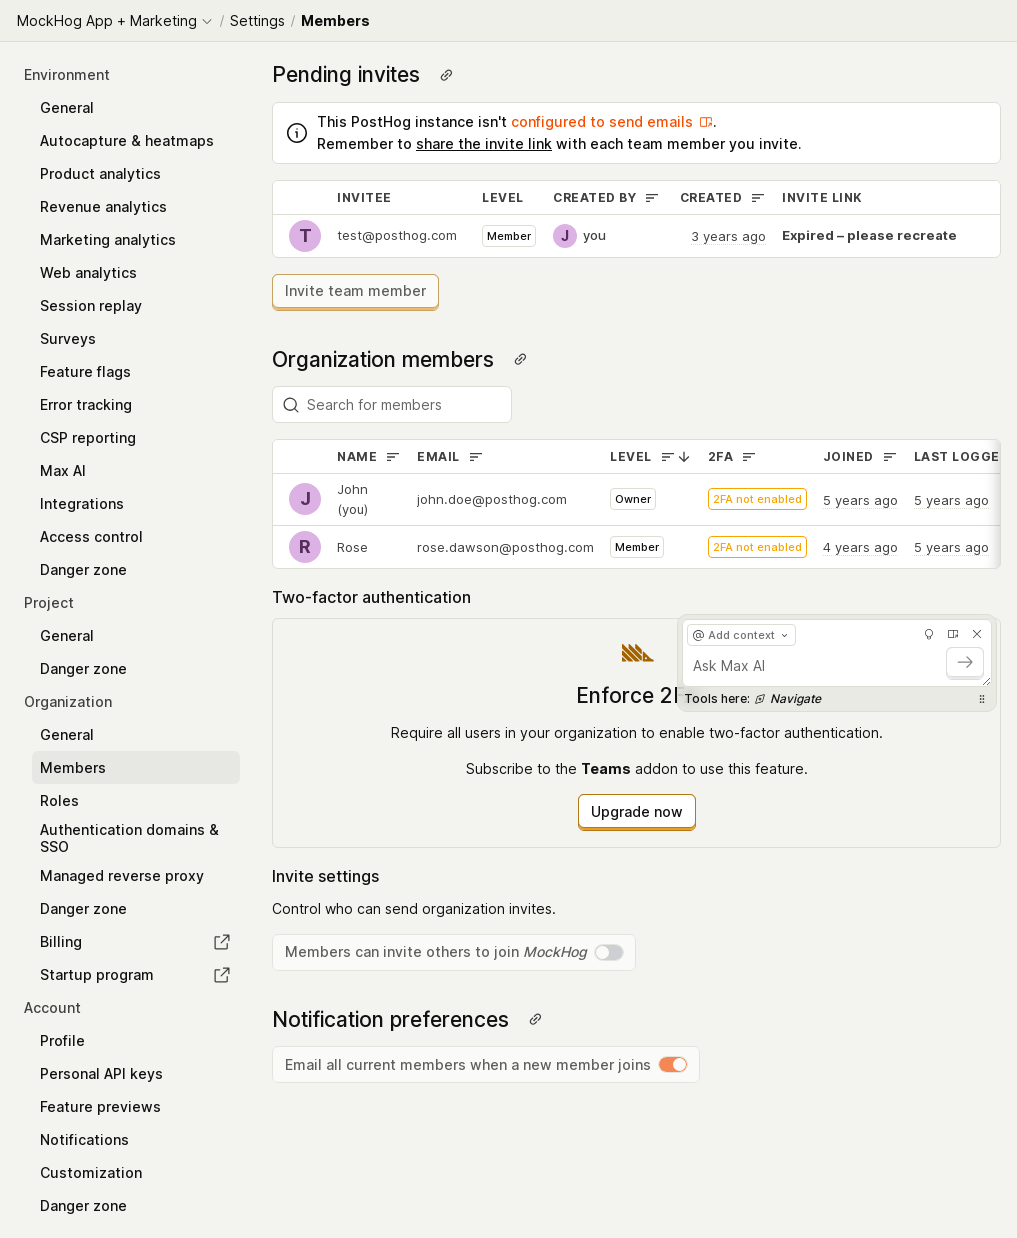 MockHog App + Marketing / Settings / Members
Environment
General
Autocapture & heatmaps
Product analytics
Revenue analytics
Marketing analytics
Web analytics
Session replay
Surveys
Feature flags
Error tracking
CSP reporting
Max AI
Integrations
Access control
Danger zone
Project
General
Danger zone
Organization
General
Members
Roles
Authentication domains &
SSO
Managed reverse proxy
Danger zone
Billing
Startup program
Account
Profile
Personal API keys
Feature previews
Notifications
Customization
Danger zone
Pending invites
This PostHog instance isn't configured to send emails.
Remember to share the invite link with each team member you invite.
INVITEE LEVEL CREATED BY CREATED INVITE LINK
T test@posthog.com Member J you 3 years ago Expired – please recreate
Invite team member
Organization members
Search for members
NAME EMAIL LEVEL 2FA JOINED LAST LOGGE
J John
(you) john.doe@posthog.com Owner 2FA not enabled 5 years ago 5 years ago
R Rose rose.dawson@posthog.com Member 2FA not enabled 4 years ago 5 years ago
Two-factor authentication
@ Add context
Ask Max AI
Tools here: Navigate
Enforce 2
Require all users in your organization to enable two-factor authentication.
Subscribe to the Teams addon to use this feature.
Upgrade now
Invite settings
Control who can send organization invites.
Members can invite others to join MockHog
Notification preferences
Email all current members when a new member joins